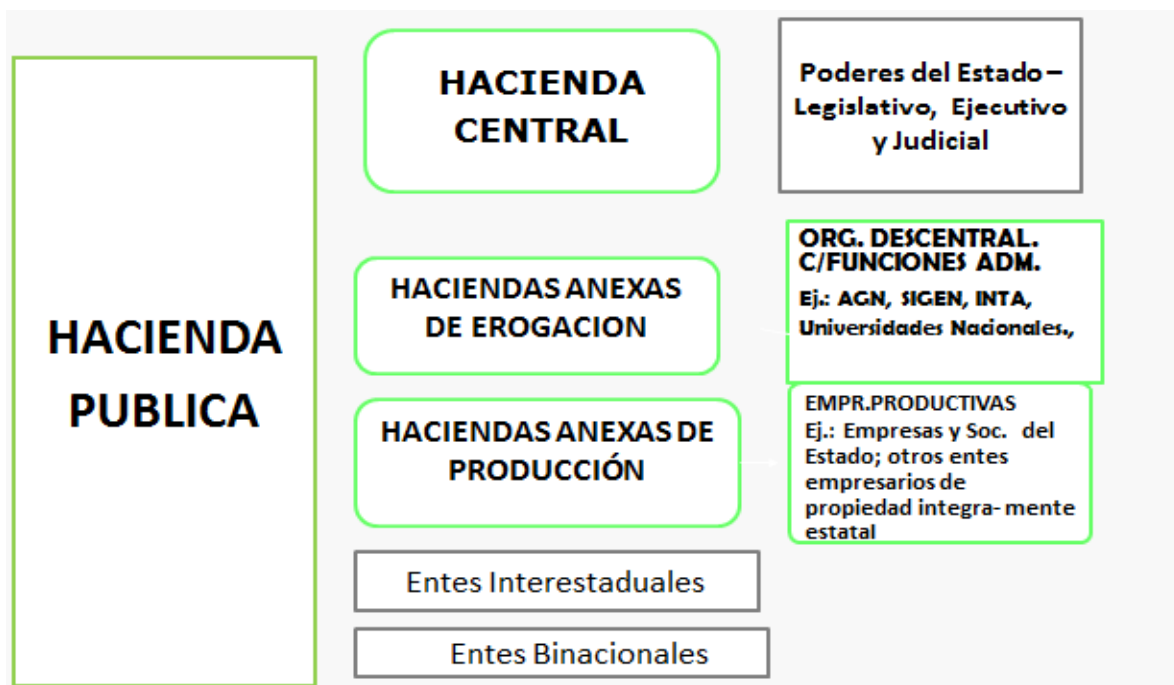 HACIENDA
PUBLICA
HACIENDA
CENTRAL
Poderes del Estado –
Legislativo, Ejecutivo
y Judicial
HACIENDAS ANEXAS
DE EROGACION
ORG. DESCENTRAL.
C/FUNCIONES ADM.
Ej.: AGN, SIGEN, INTA,
Universidades Nacionales.,
HACIENDAS ANEXAS DE
PRODUCCIÓN
EMPR.PRODUCTIVAS
Ej.: Empresas y Soc. del
Estado; otros entes
empresarios de
propiedad integra- mente
estatal
Entes Interestaduales
Entes Binacionales